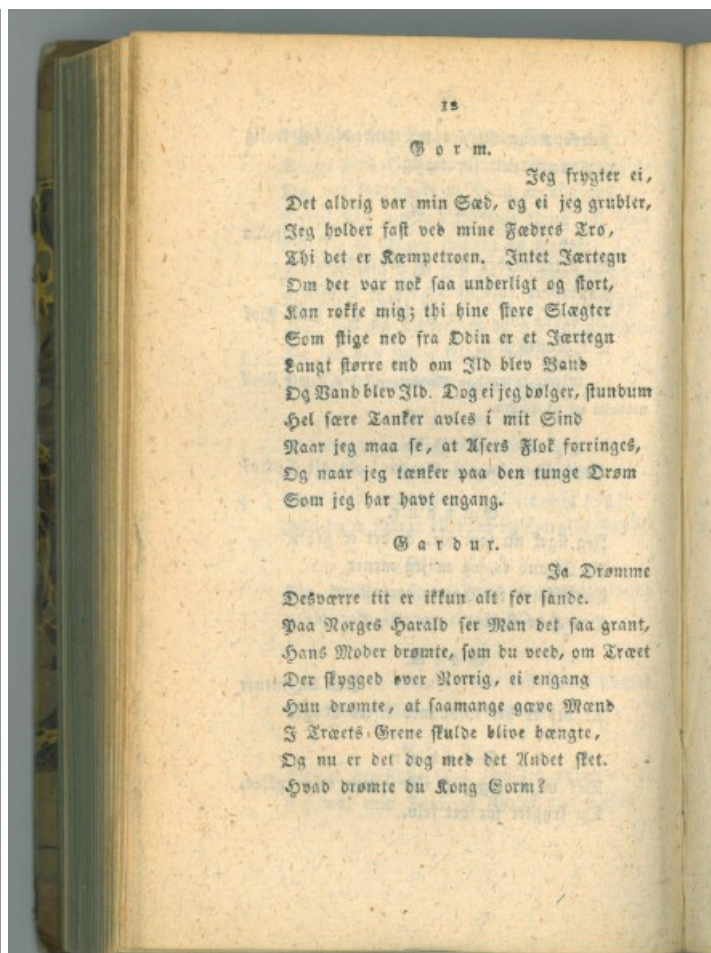 12
Gorm.
Jeg frygter ei,
Det aldrig var min Sæd, og ei jeg grubler,
Jeg holder fast ved mine Fædres Tro,
Thi det er Kæmpetroen. Intet Jærtegn
Om det var nok saa underligt og stort,
Kan rokke mig; thi hine store Slægter
Som stige ned fra Odin er et Jærtegn
Langt større end om Ild blev Vand
Og Vand blev Ild. Dog ei jeg dølger, stundum
Hel sære Tanker avles i mit Sind
Naar jeg maa se, at Asers Flok forringes,
Og naar jeg tænker paa den tunge Drøm
Som jeg har havt engang.
Gardur.
Ja Drømme
Desværre tit er ikkun alt for sande.
Paa Norges Harald ser Man det saa grant,
Hans Moder drømte, som du veed, om Træet
Der skygged over Norrig, ei engang
Hun drømte, at saamange gæve Mænd
I Træets Grene skulde blive hængte,
Og nu er det dog med det Andet sket.
Hvad drømte du Kong Gorm?